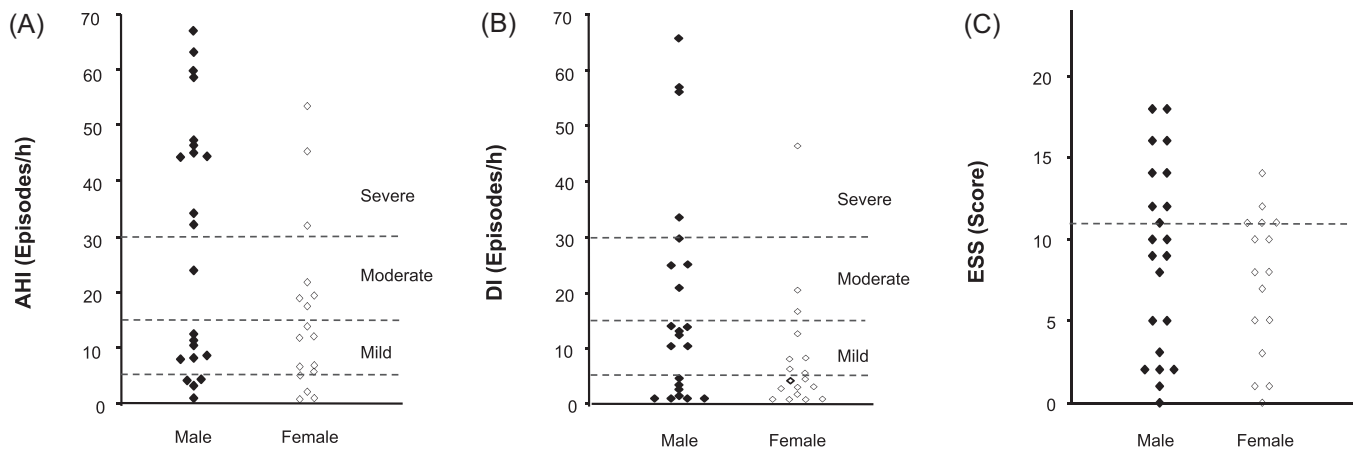 (A)
AHI (Episodes/h)
70
60
50
40
30
20
10
0
Severe
Moderate
Mild
Male
Female
(B)
DI (Episodes/h)
70
60
50
40
30
20
10
0
Severe
Moderate
Mild
Male
Female
(C)
ESS (Score)
20
15
10
5
0
Male
Female